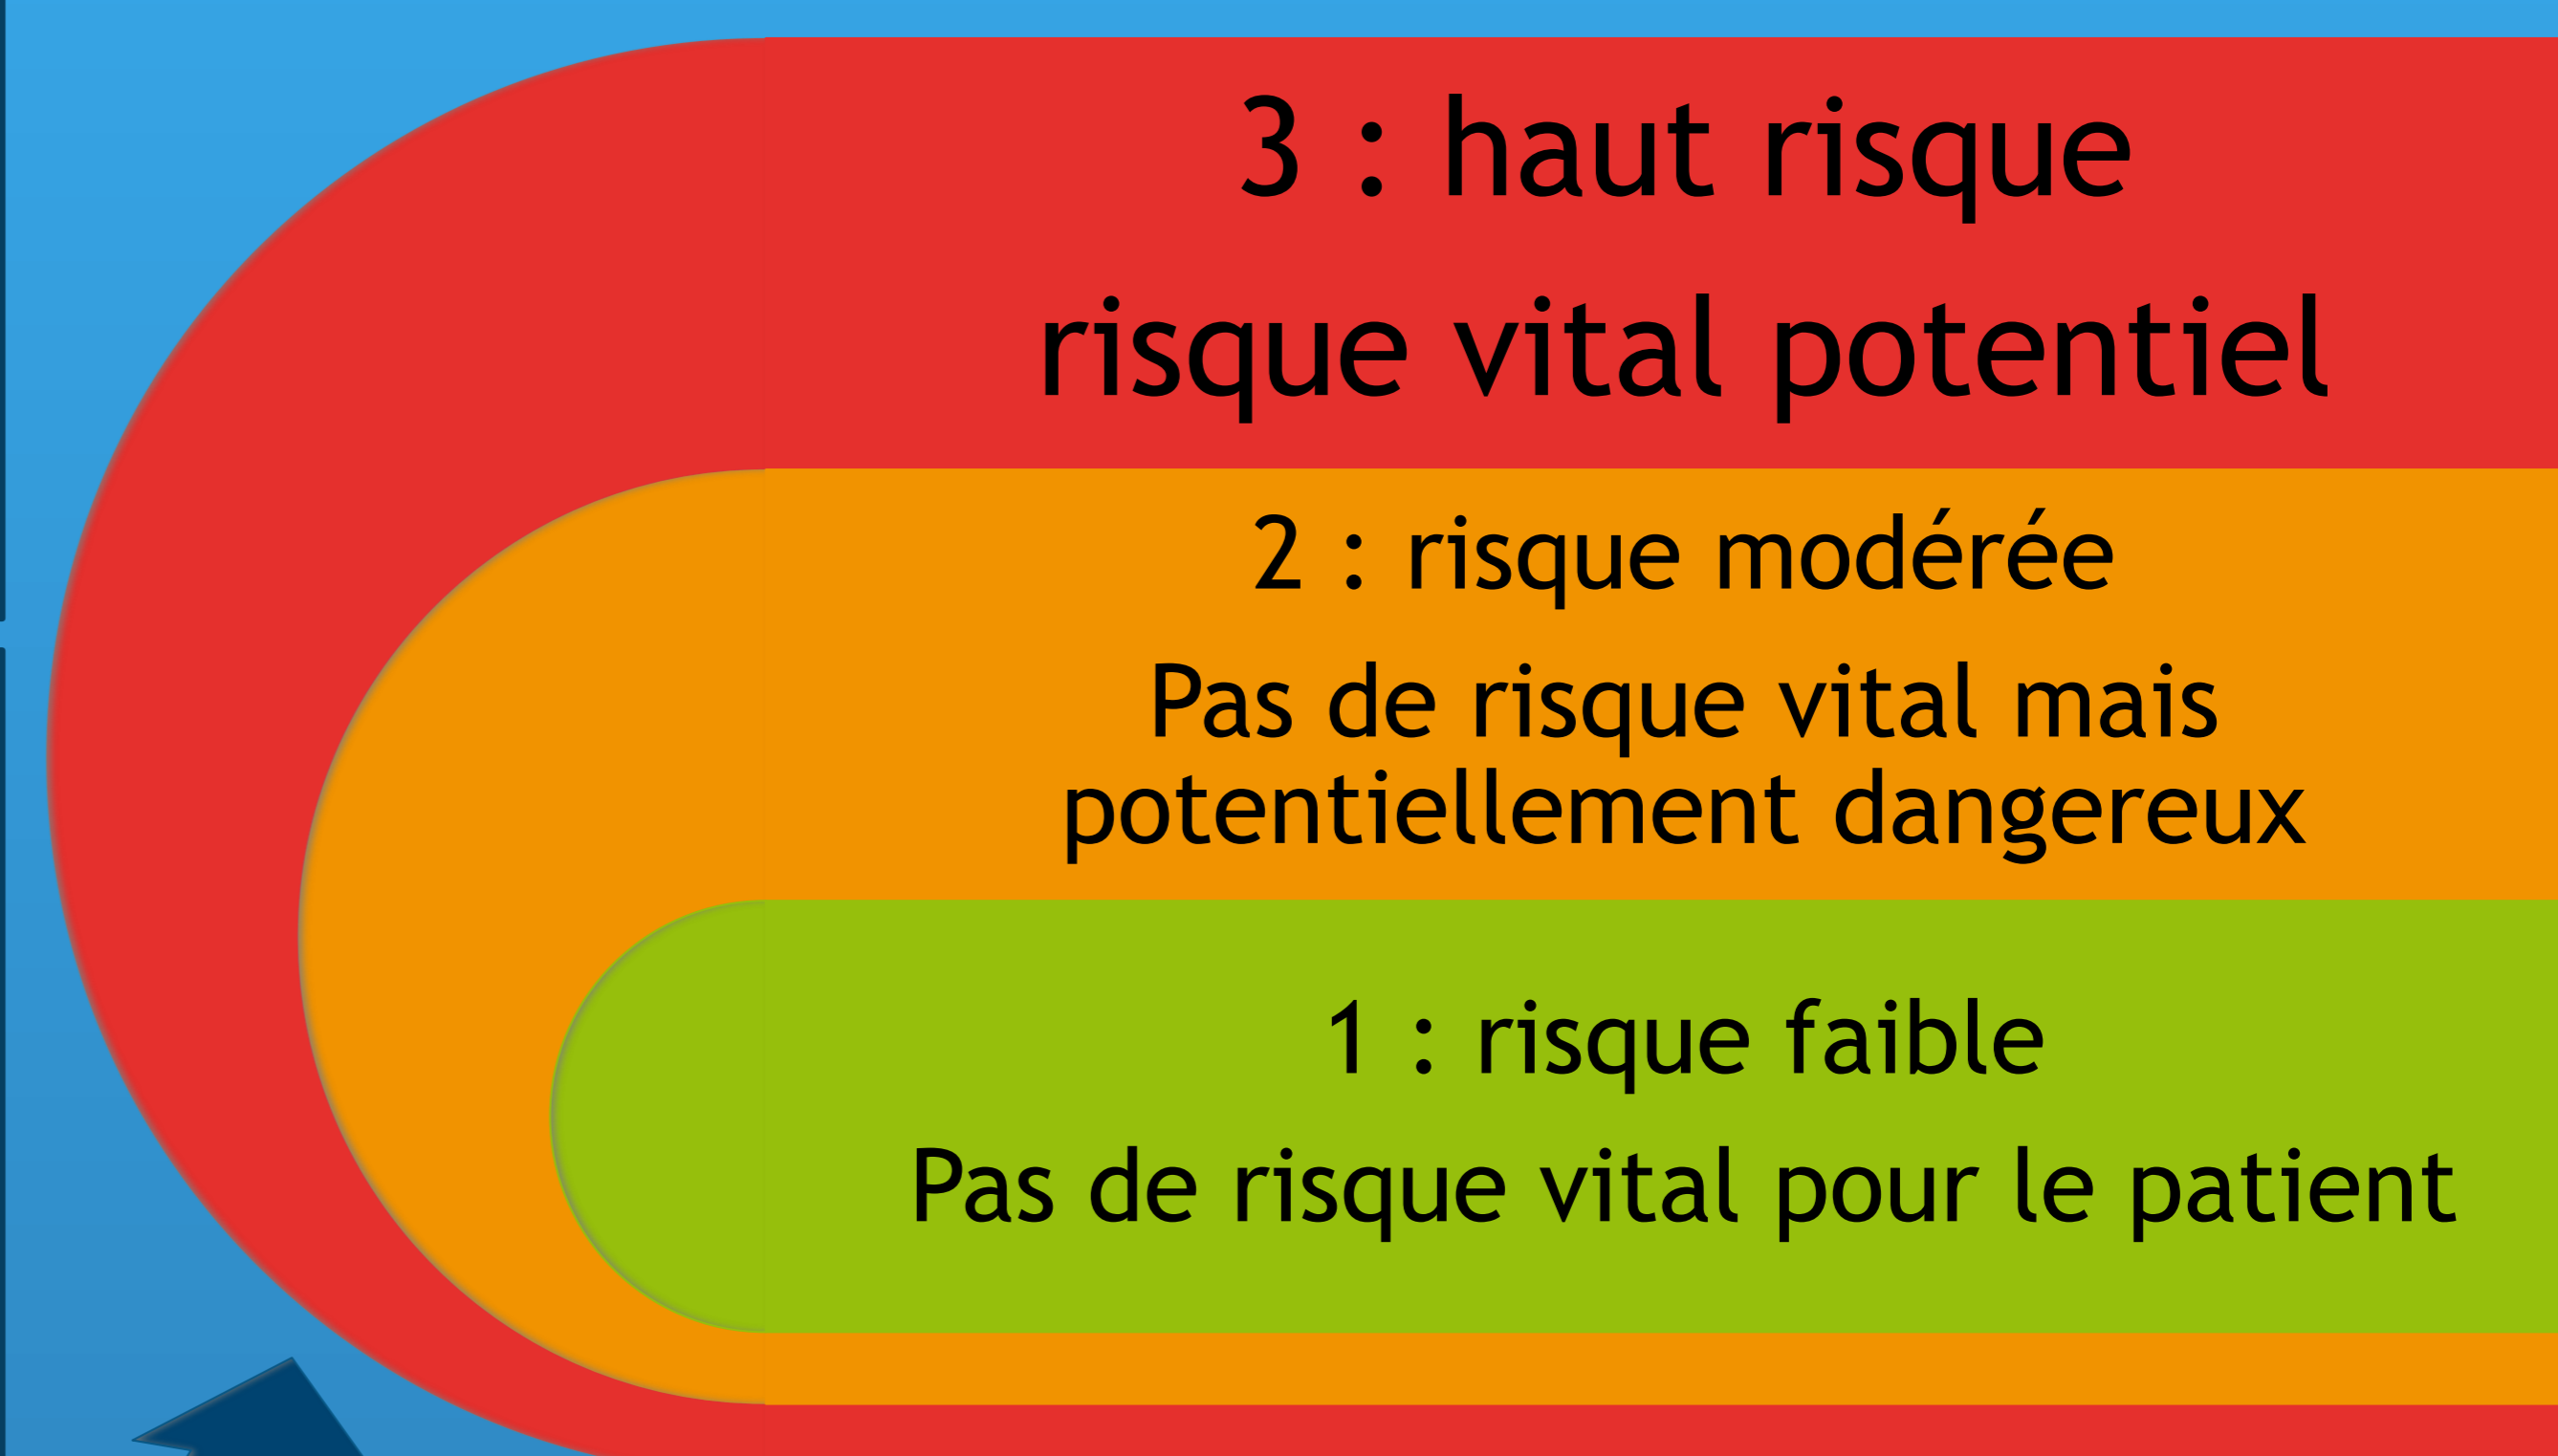 3 : haut risque
risque vital potentiel
2 : risque modérée
Pas de risque vital mais
potentiellement dangereux
1 : risque faible
Pas de risque vital pour le patient